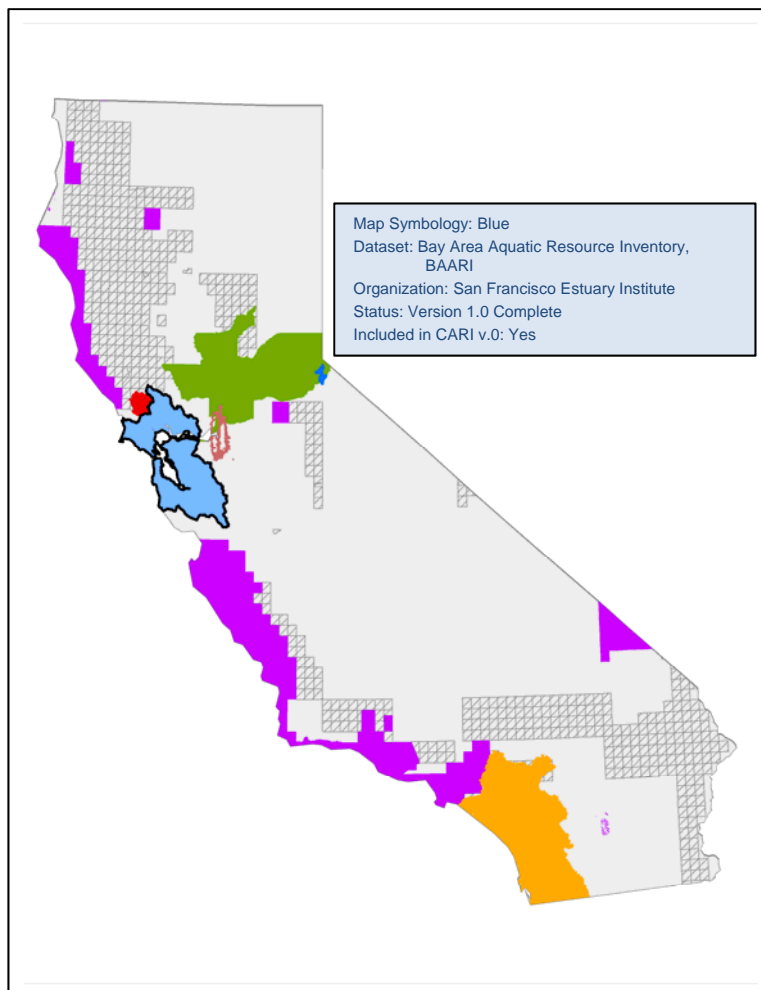 Map Symbology: Blue
Dataset: Bay Area Aquatic Resource Inventory,
BAARI
Organization: San Francisco Estuary Institute
Status: Version 1.0 Complete
Included in CARI v.0: Yes